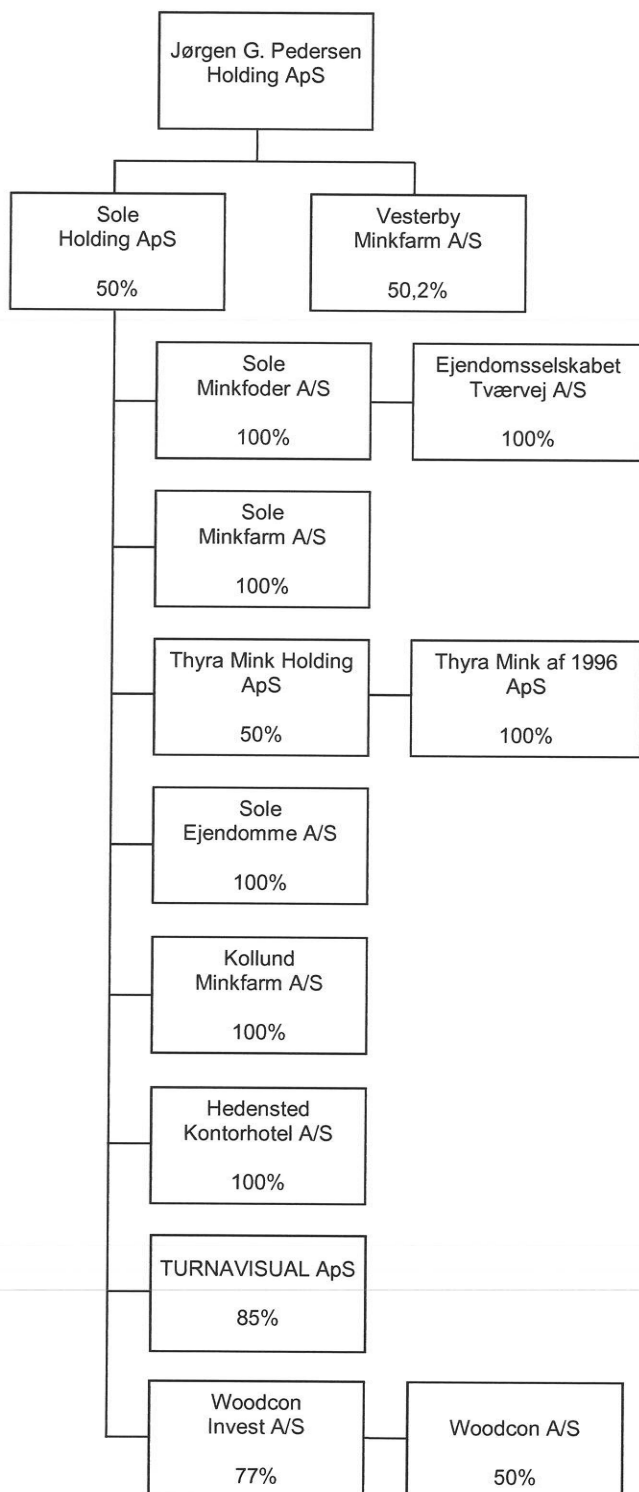 Jørgen G. Pedersen
Holding ApS
Sole
Holding ApS
50%
Vesterby
Minkfarm A/S
50,2%
Sole
Minkfoder A/S
100%
Ejendomsselskabet
Tværvej A/S
100%
Sole
Minkfarm A/S
100%
Thyra Mink Holding
ApS
50%
Thyra Mink af 1996
ApS
100%
Sole
Ejendomme A/S
100%
Kollund
Minkfarm A/S
100%
Hedensted
Kontorhotel A/S
100%
TURNAVISUAL ApS
85%
Woodcon
Invest A/S
77%
Woodcon A/S
50%